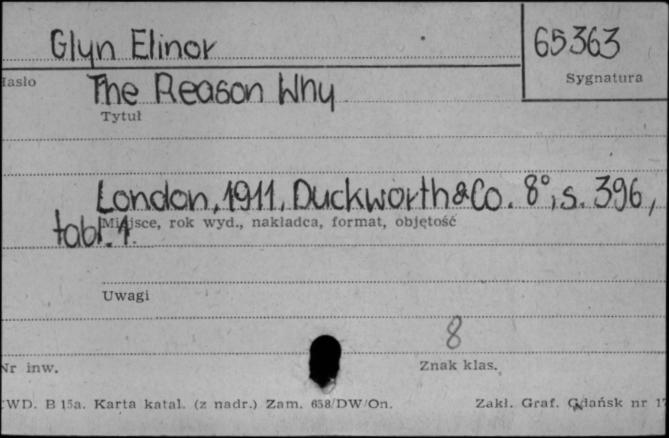 Glyn Elinor 65363
Hasło Sygnatura
The Reason Why
Tytuł
London, 1911, Duckworth & Co. 8°, s. 396,
Miejsce, rok wyd., nakładca, format, objętość
tabl. 1.
Uwagi
8
Nr inw. Znak klas.
CWD. B 15a. Karta katal. (z nadr.) Zam. 658/DW/On. Zakł. Graf. Gdańsk nr 1